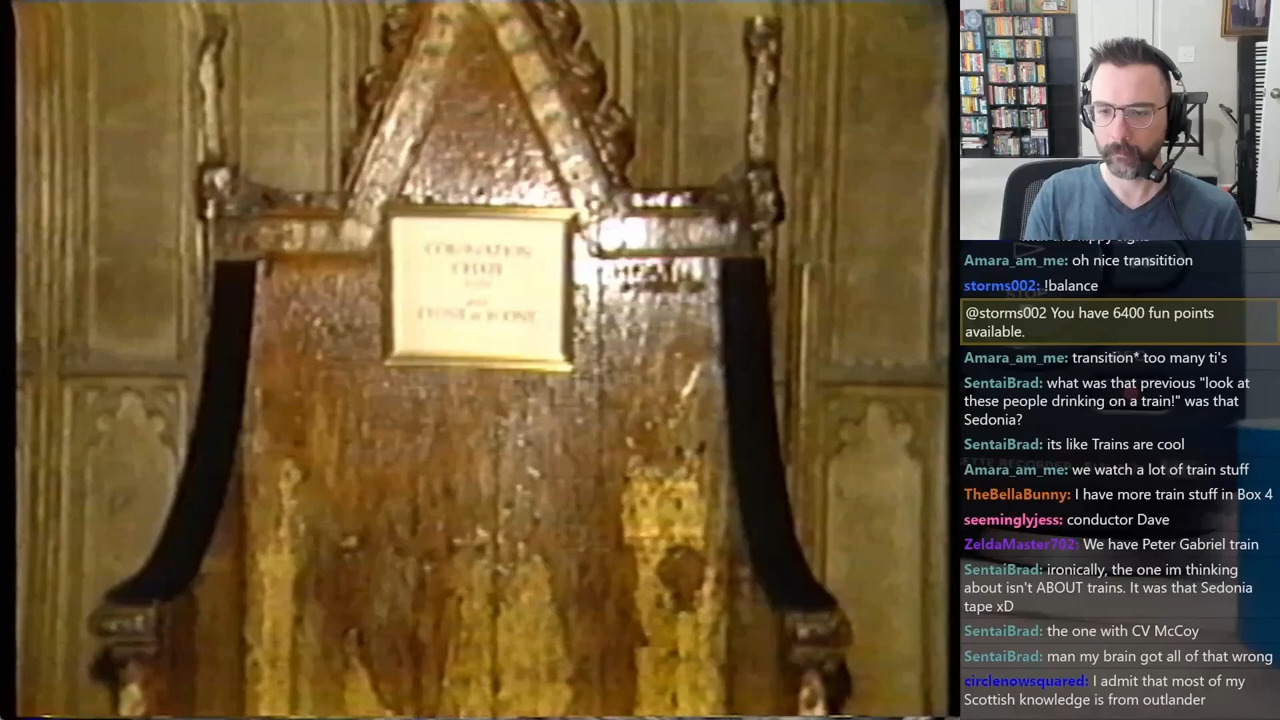 CORONATION
CHAIR
Amara_am_me: oh nice transitition
storms002: !balance
@storms002 You have 6400 fun points
available.
Amara_am_me: transition* too many ti's
SentaiBrad: what was that previous "look at
these people drinking on a train!" was that
Sedonia?
SentaiBrad: its like Trains are cool
Amara_am_me: we watch a lot of train stuff
TheBellaBunny: I have more train stuff in Box 4
seeminglyjess: conductor Dave
ZeldaMaster702: We have Peter Gabriel train
SentaiBrad: ironically, the one im thinking
about isn't ABOUT trains. It was that Sedonia
tape xD
SentaiBrad: the one with CV McCoy
SentaiBrad: man my brain got all of that wrong
circlenowsquared: I admit that most of my
Scottish knowledge is from outlander